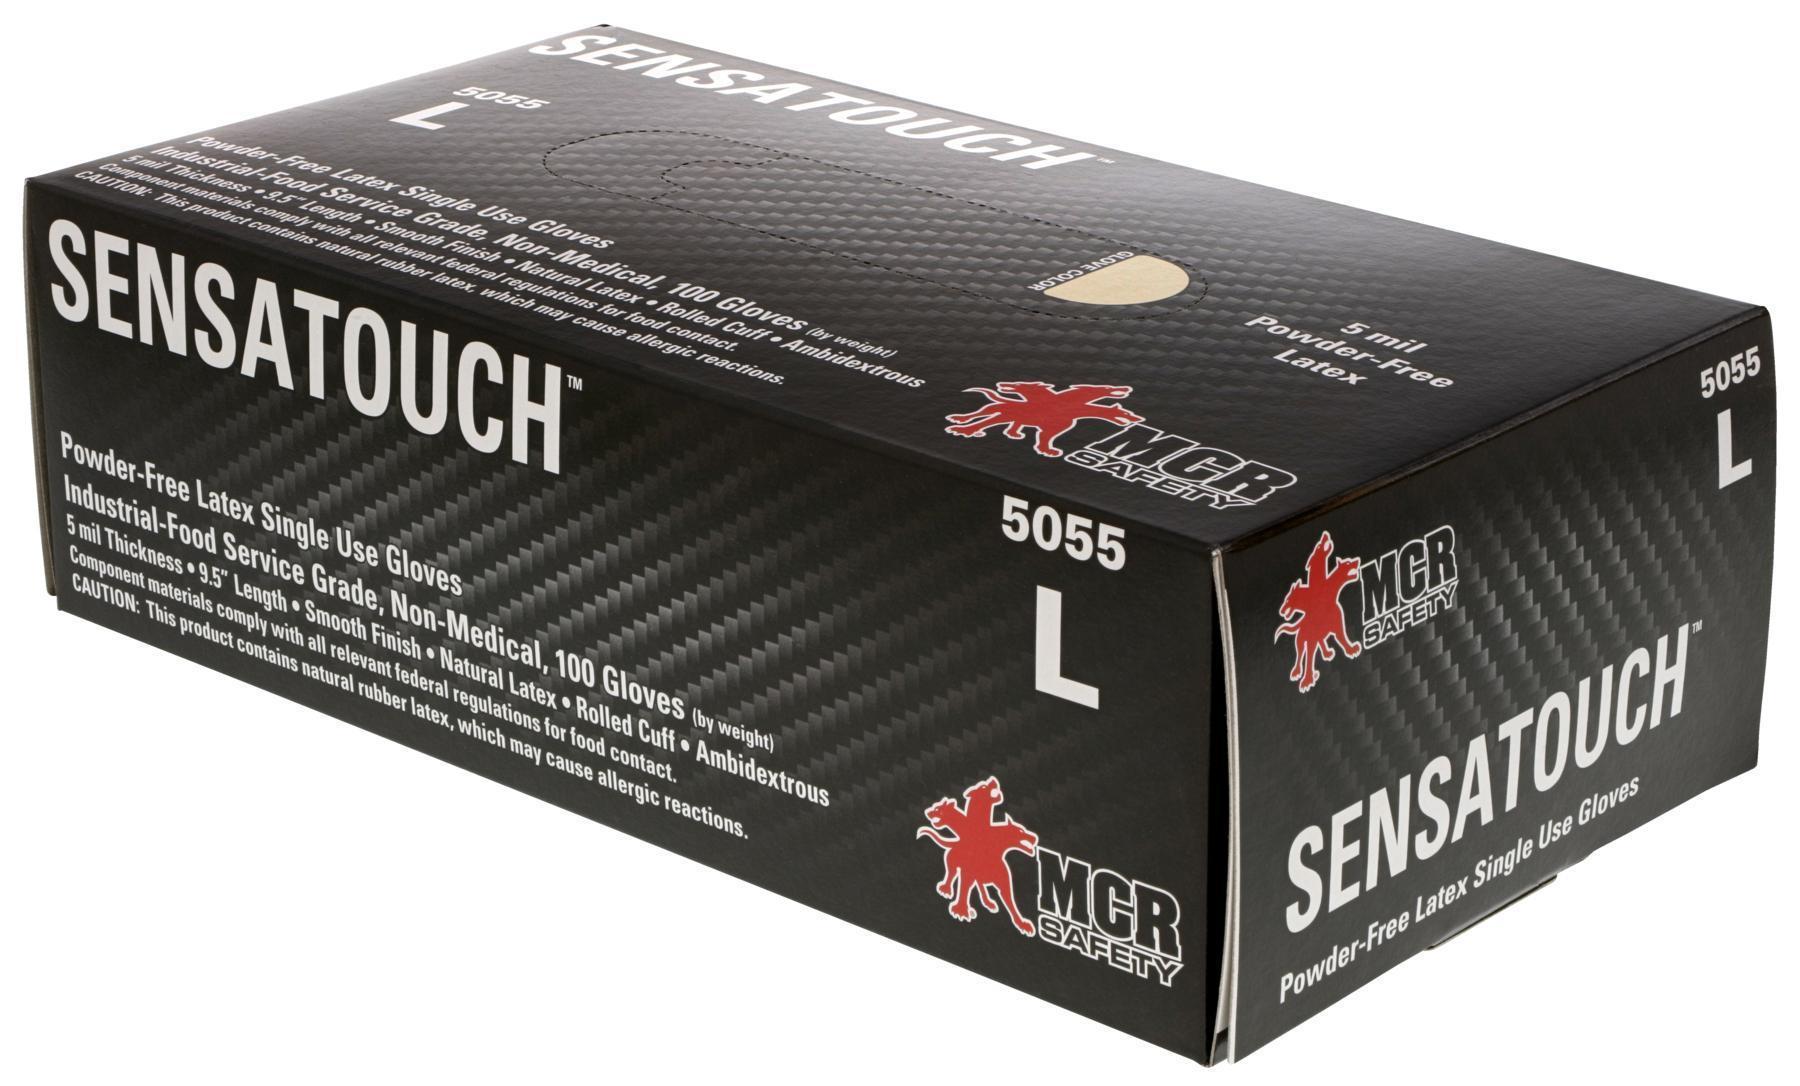 SENSATOUCH™
5055
L
Powder-Free Latex Single Use Gloves
Industrial-Food Service Grade, Non-Medical, 100 Gloves (by weight)
5 mil Thickness • 9.5" Length • Smooth Finish • Natural Latex • Rolled Cuff • Ambidextrous
Component materials comply with all relevant federal regulations for food contact.
CAUTION: This product contains natural rubber latex, which may cause allergic reactions.
GLOVE COLOR
5 mil
Powder-Free
Latex
MCR
SAFETY
SENSATOUCH™
Powder-Free Latex Single Use Gloves
Industrial-Food Service Grade, Non-Medical, 100 Gloves (by weight)
5 mil Thickness • 9.5" Length • Smooth Finish • Natural Latex • Rolled Cuff • Ambidextrous
Component materials comply with all relevant federal regulations for food contact.
CAUTION: This product contains natural rubber latex, which may cause allergic reactions.
5055
L
MCR
SAFETY
5055
L
MCR
SAFETY
SENSATOUCH™
Powder-Free Latex Single Use Gloves